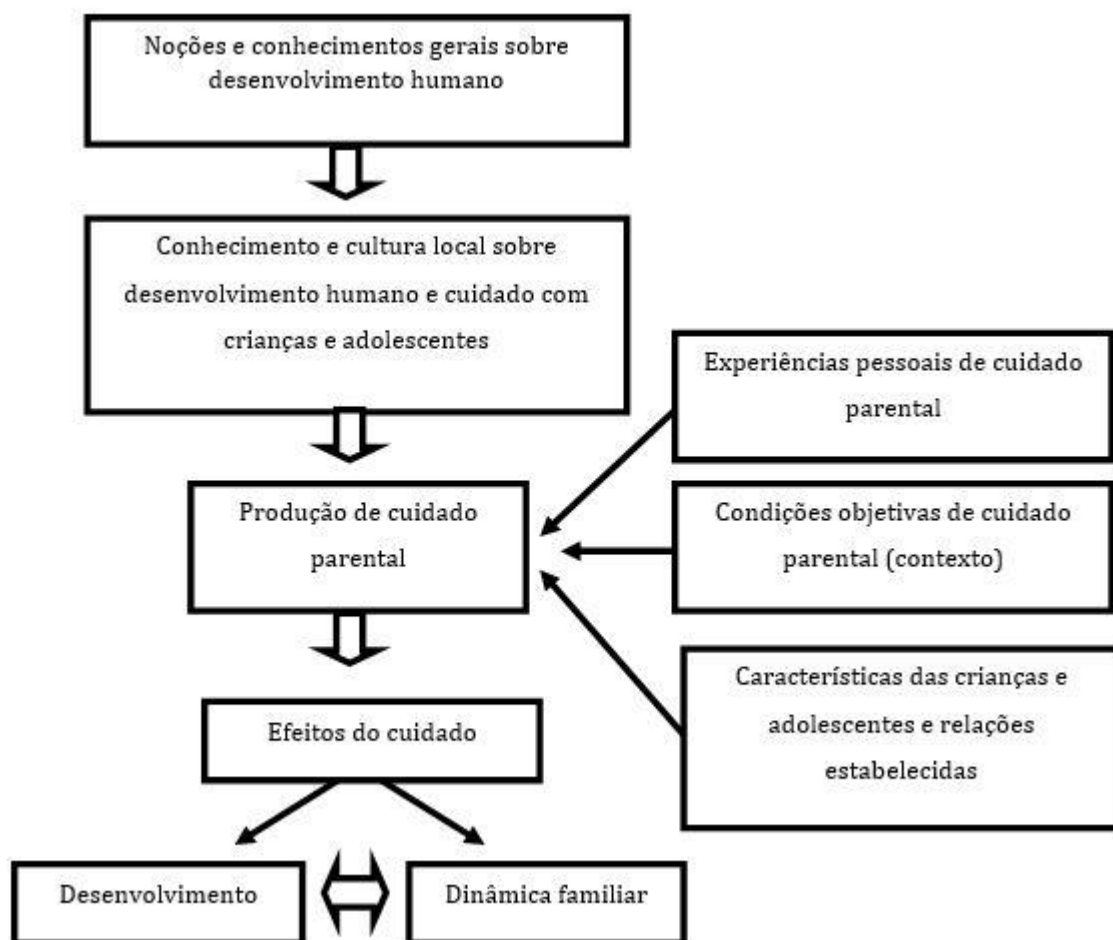 Noções e conhecimentos gerais sobre
desenvolvimento humano
Conhecimento e cultura local sobre
desenvolvimento humano e cuidado com
crianças e adolescentes
Experiências pessoais de cuidado
parental
Produção de cuidado
parental
Condições objetivas de cuidado
parental (contexto)
Características das crianças e
adolescentes e relações
estabelecidas
Efeitos do cuidado
Desenvolvimento
Dinâmica familiar